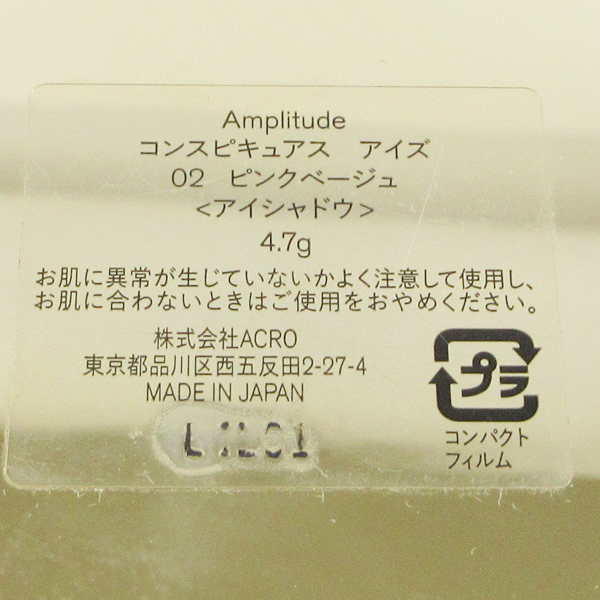 Amplitude
コンスピキュアス　アイズ
02　ピンクベージュ
<アイシャドウ>
4.7g
お肌に異常が生じていないかよく注意して使用し、
お肌に合わないときはご使用をおやめください。
株式会社ACRO
東京都品川区西五反田2-27-4
MADE IN JAPAN
プラ
コンパクト
フィルム